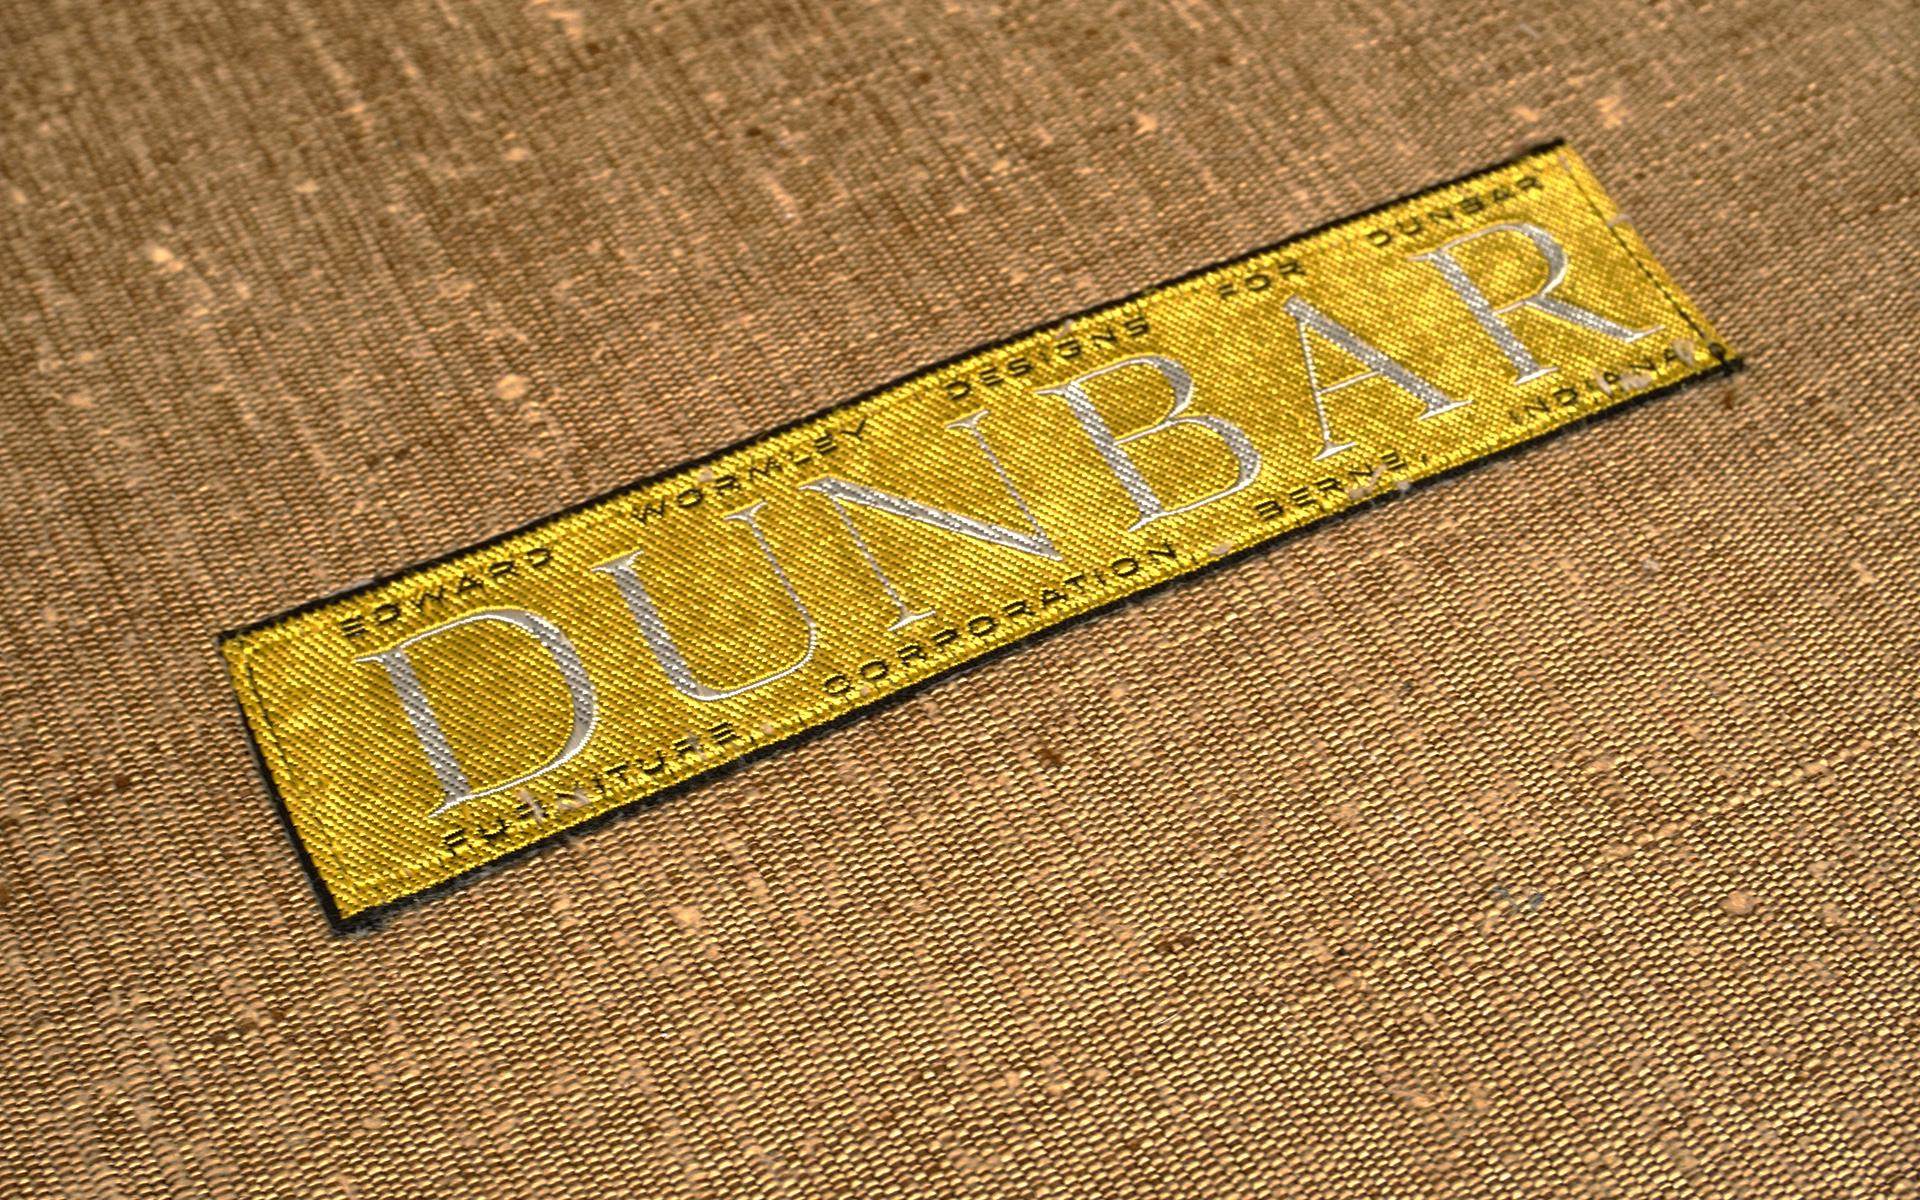 EDWARD WORMLEY DESIGNS FOR DUNBAR
DUNBAR
FURNITURE CORPORATION BERNE, INDIANA